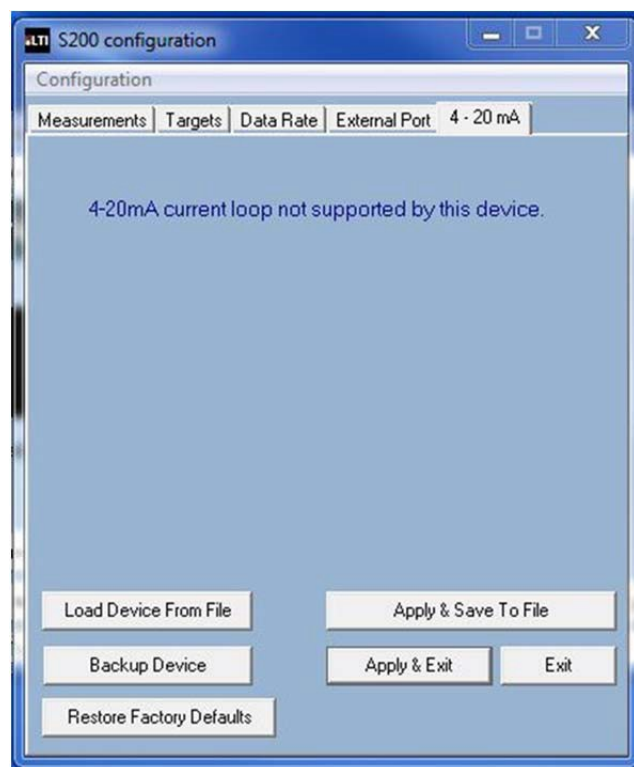 LTI S200 configuration
Configuration
Measurements Targets Data Rate External Port 4 - 20 mA
4-20mA current loop not supported by this device.
Load Device From File Apply & Save To File
Backup Device Apply & Exit Exit
Restore Factory Defaults